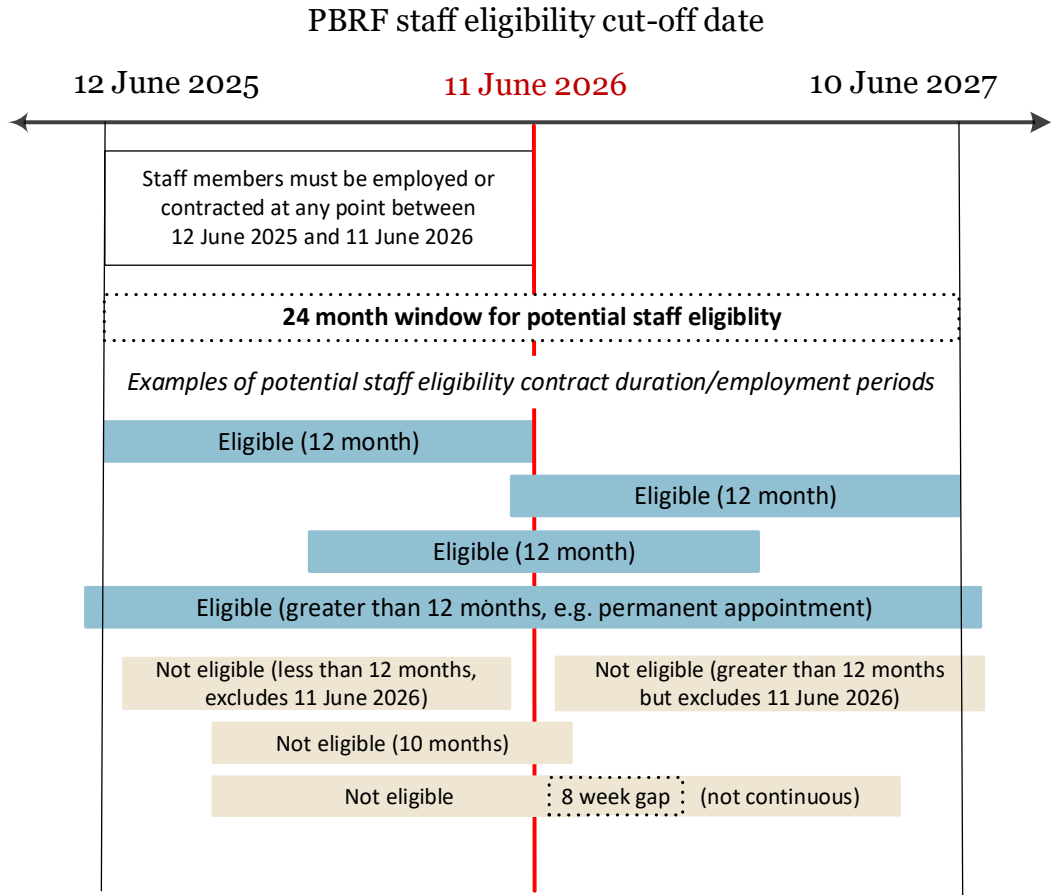 PBRF staff eligibility cut-off date
12 June 2025
11 June 2026
10 June 2027
Staff members must be employed or
contracted at any point between
12 June 2025 and 11 June 2026
24 month window for potential staff eligiblity
Examples of potential staff eligibility contract duration/employment periods
Eligible (12 month)
Eligible (12 month)
Eligible (12 month)
Eligible (greater than 12 months, e.g. permanent appointment)
Not eligible (less than 12 months,
excludes 11 June 2026)
Not eligible (greater than 12 months
but excludes 11 June 2026)
Not eligible (10 months)
Not eligible
8 week gap
(not continuous)